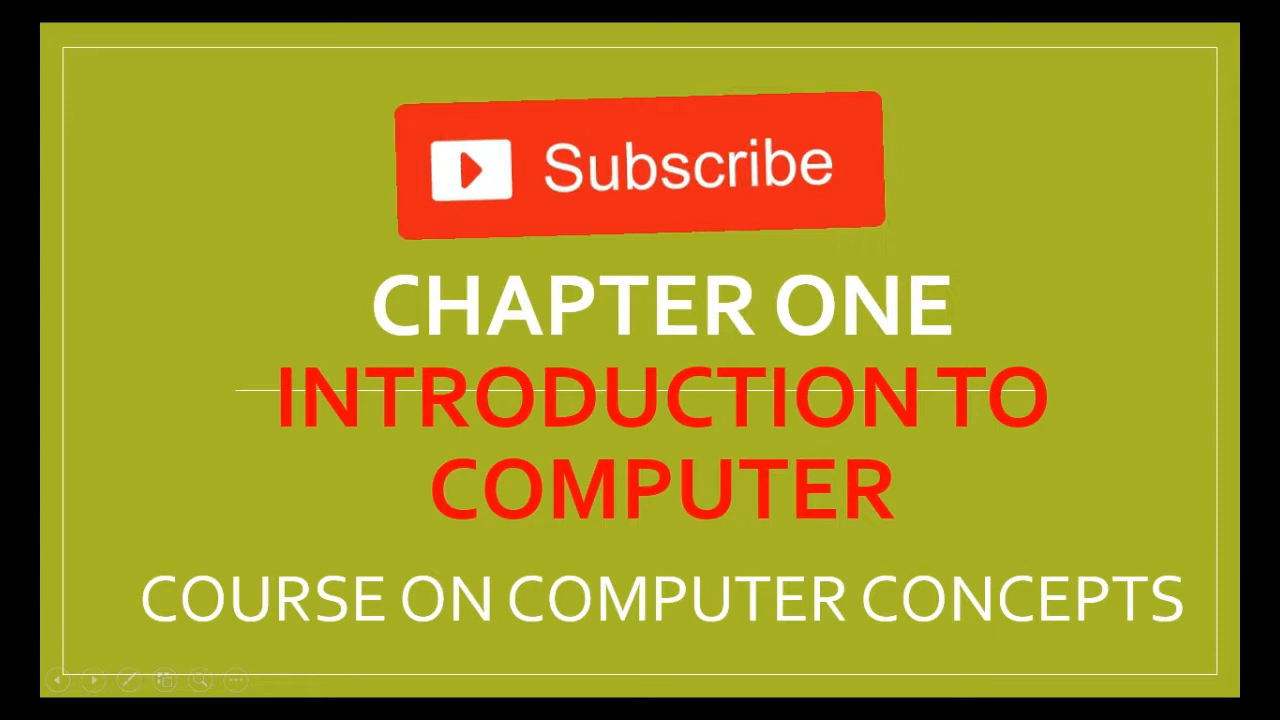 Subscribe
CHAPTER ONE
INTRODUCTION TO
COMPUTER
COURSE ON COMPUTER CONCEPTS